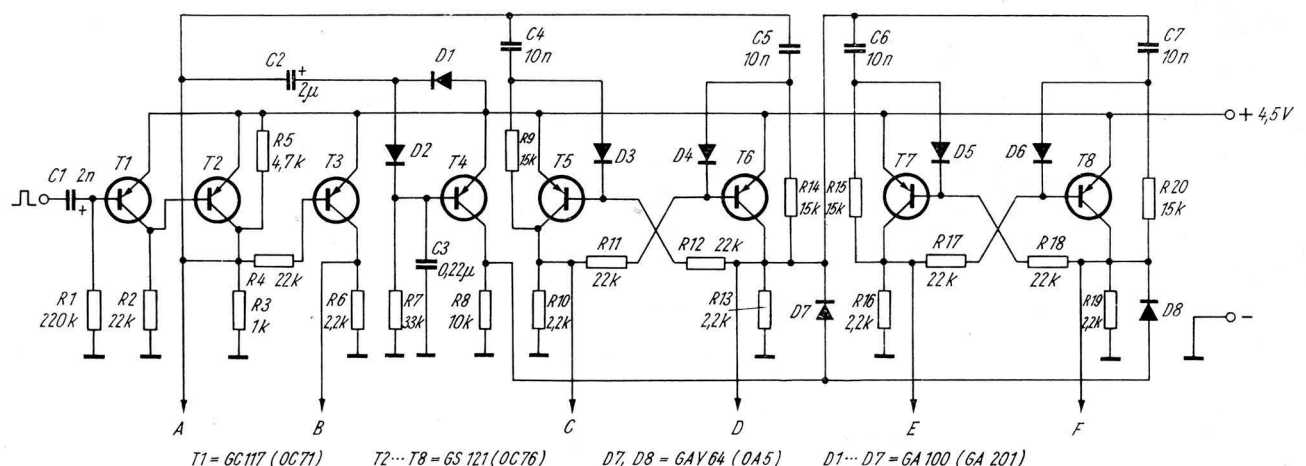 C4
10n
C5
10n
C6
10n
C7
10n
C2
+
2μ
D1
+ 4,5V
R5
4,7k
R9
15k
T1
T2
T3
D2
T4
T5
D3
D4
T6
T7
D5
D6
T8
C1 2n
+
R14
15k
R15
15k
R20
15k
C3
0,22μ
R11
22k
R12 22k
R17
22k
R18
22k
R4
22k
R1
220k
R2
22k
R3
1k
R6
2,2k
R7
33k
R8
10k
R10
2,2k
R13
2,2k
D7
R16
2,2k
R19
2,2k
D8
−
A
B
C
D
E
F
T1 = GC117 (OC71) T2···T8 = GS121 (OC76) D7, D8 = GAY64 (OA5) D1··· D7 = GA100 (GA 201)